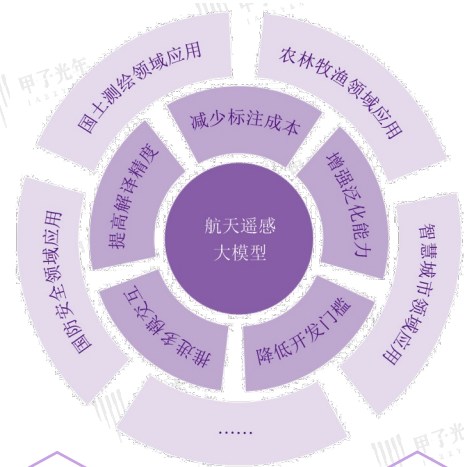 国土测绘领域应用
农林牧渔领域应用
减少标注成本
提高解译精度
增强泛化能力
航天遥感
大模型
国防安全领域应用
智慧城市领域应用
推进多模交互
降低开发门槛
……
甲子光年
甲子光